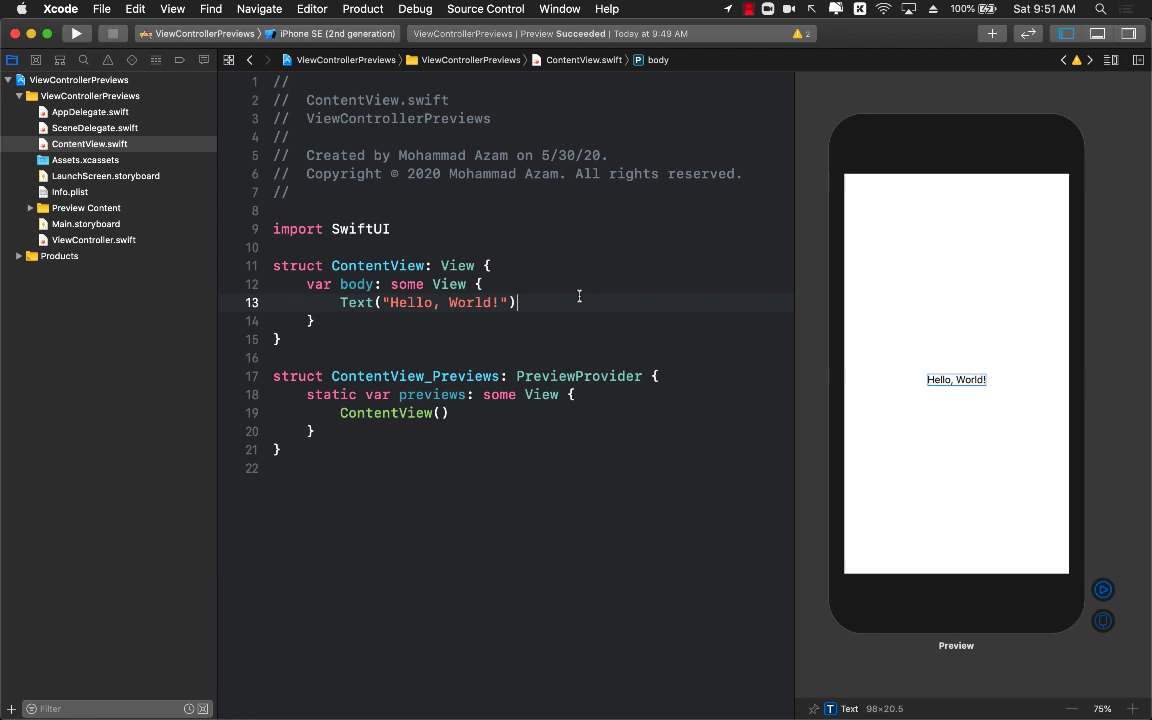 Xcode File Edit View Find Navigate Editor Product Debug Source Control Window Help 100% Sat 9:51 AM
ViewControllerPreviews iPhone SE (2nd generation) ViewControllerPreviews | Preview Succeeded | Today at 9:49 AM 2
ViewControllerPreviews ViewControllerPreviews ContentView.swift P body
ViewControllerPreviews
ViewControllerPreviews
AppDelegate.swift
SceneDelegate.swift
ContentView.swift
Assets.xcassets
LaunchScreen.storyboard
Info.plist
Preview Content
Main.storyboard
ViewController.swift
Products
1 //
2 // ContentView.swift
3 // ViewControllerPreviews
4 //
5 // Created by Mohammad Azam on 5/30/20.
6 // Copyright © 2020 Mohammad Azam. All rights reserved.
7 //
8
9 import SwiftUI
10
11 struct ContentView: View {
12 var body: some View {
13 Text("Hello, World!")
14 }
15 }
16
17 struct ContentView_Previews: PreviewProvider {
18 static var previews: some View {
19 ContentView()
20 }
21 }
22
Hello, World!
Preview
Filter
T Text 98×20.5 75%